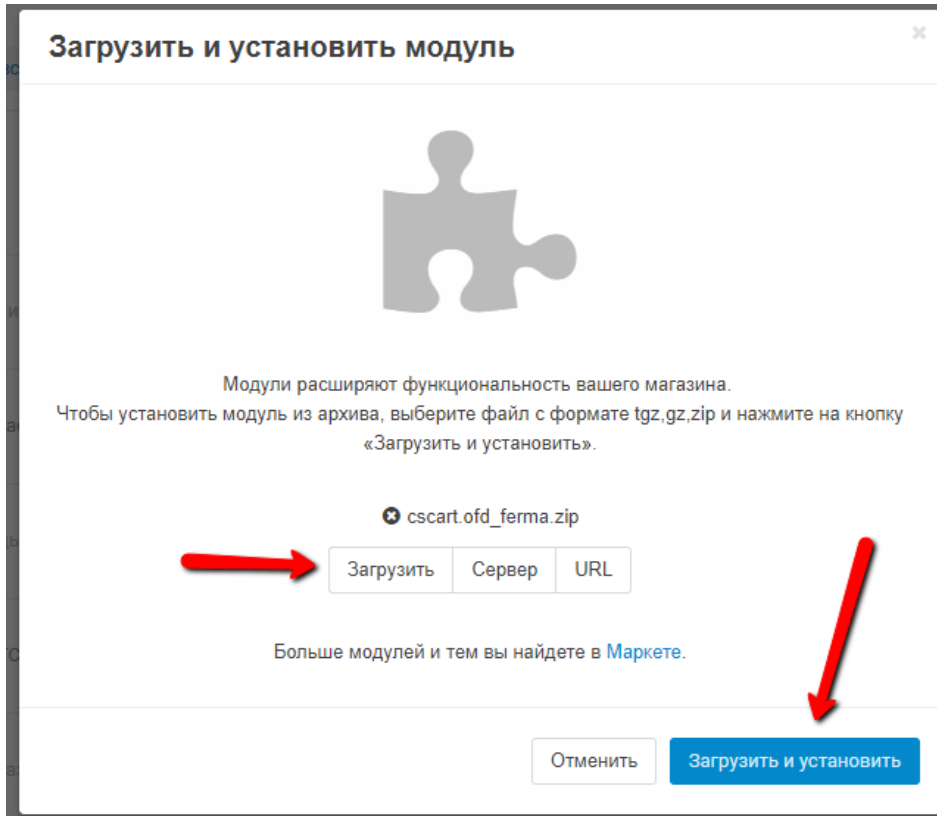 Загрузить и установить модуль
Модули расширяют функциональность вашего магазина.
Чтобы установить модуль из архива, выберите файл с формате tgz,gz,zip и нажмите на кнопку
«Загрузить и установить».
cscart.ofd_ferma.zip
Загрузить Сервер URL
Больше модулей и тем вы найдете в Маркете.
Отменить Загрузить и установить